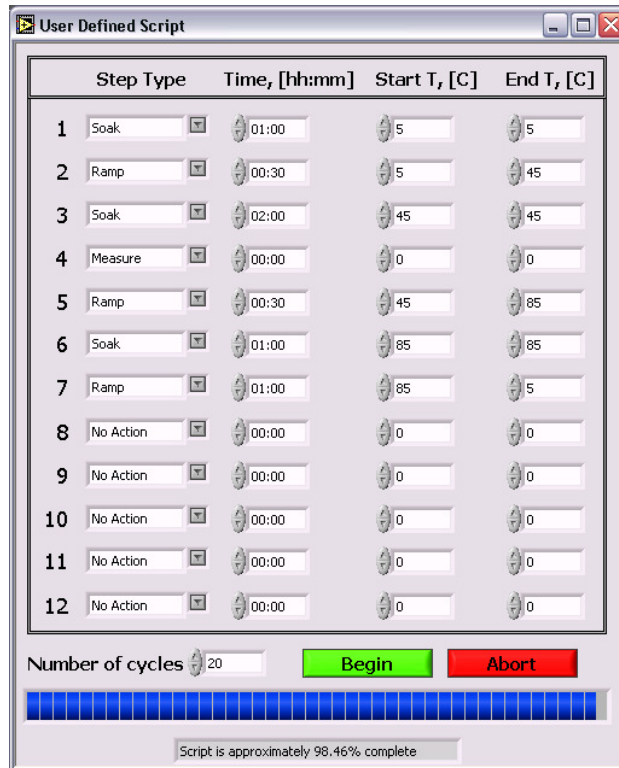 User Defined Script
Step Type Time, [hh:mm] Start T, [C] End T, [C]
1 Soak 01:00 5 5
2 Ramp 00:30 5 45
3 Soak 02:00 45 45
4 Measure 00:00 0 0
5 Ramp 00:30 45 85
6 Soak 01:00 85 85
7 Ramp 01:00 85 5
8 No Action 00:00 0 0
9 No Action 00:00 0 0
10 No Action 00:00 0 0
11 No Action 00:00 0 0
12 No Action 00:00 0 0
Number of cycles 20 Begin Abort
Script is approximately 98.46% complete